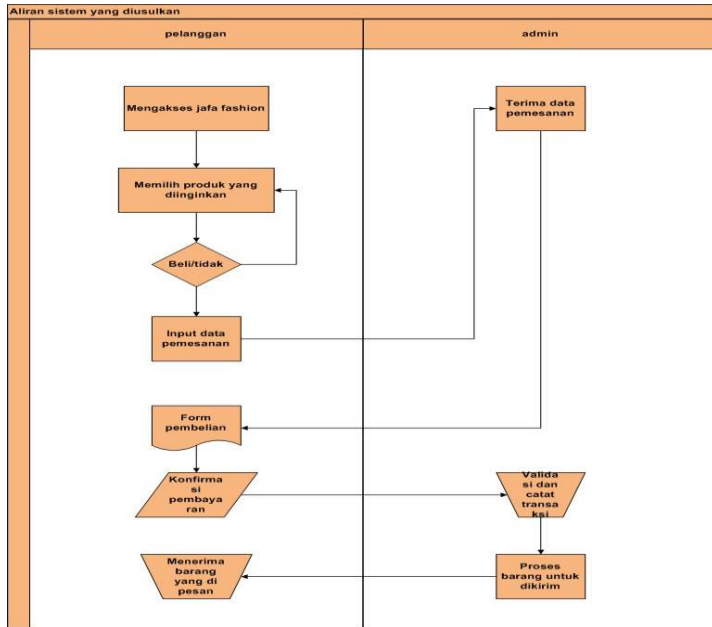 Aliran sistem yang diusulkan
pelanggan
admin
Mengakses jafa fashion
Terima data
pemesanan
Memilih produk yang
diinginkan
Beli/tidak
Input data
pemesanan
Form
pembelian
Konfirma
si
pembaya
ran
Valida
si dan
catat
transa
ksi
Menerima
barang
yang di
pesan
Proses
barang untuk
dikirim